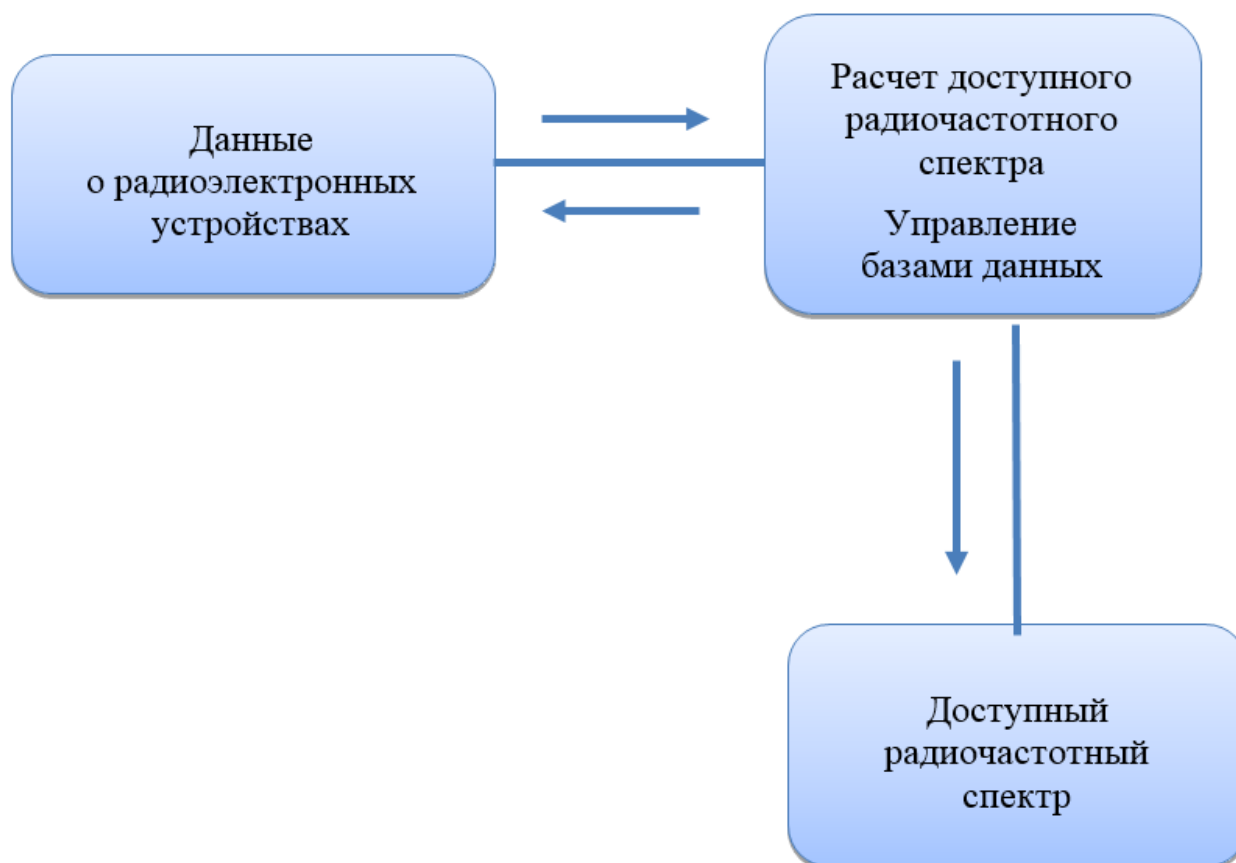 Данные
о радиоэлектронных
устройствах
Расчет доступного
радиочастотного
спектра
Управление
базами данных
Доступный
радиочастотный
спектр